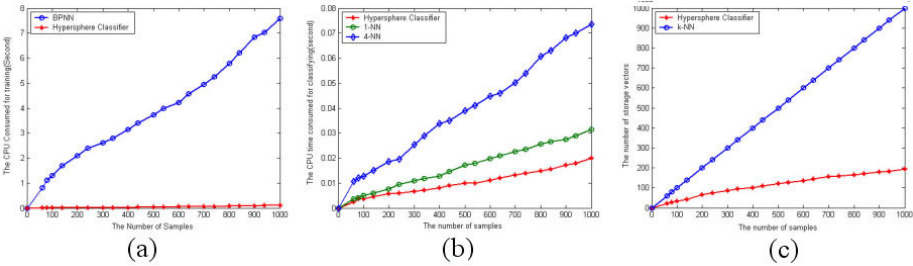 The CPU Consumed for training(Second)
8
7
6
5
4
3
2
1
0
BPNN
Hypersphere Classifier
0 100 200 300 400 500 600 700 800 900 1000
The Number of Samples
(a)
The CPU time consumed for classifying(second)
0.08
0.07
0.06
0.05
0.04
0.03
0.02
0.01
0
Hypersphere Classifier
1-NN
4-NN
0 100 200 300 400 500 600 700 800 900 1000
The number of samples
(b)
The number of storage vectors
1000
900
800
700
600
500
400
300
200
100
0
Hypersphere Classifier
k-NN
0 100 200 300 400 500 600 700 800 900 1000
The number of samples
(c)